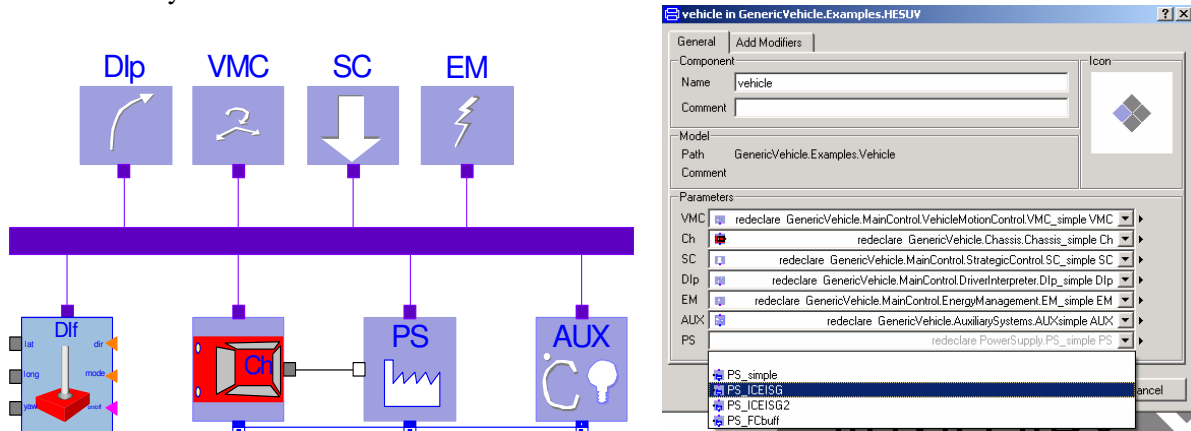 DIp VMC SC EM
DIf
lat dir
long mode
yaw onoff
Ch
PS
AUX
vehicle in GenericVehicle.Examples.HESUV
General Add Modifiers
Component
Name vehicle
Comment
Icon
Model
Path GenericVehicle.Examples.Vehicle
Comment
Parameters
VMC redeclare GenericVehicle.MainControl.VehicleMotionControl.VMC_simple VMC
Ch redeclare GenericVehicle.Chassis.Chassis_simple Ch
SC redeclare GenericVehicle.MainControl.StrategicControl.SC_simple SC
DIp redeclare GenericVehicle.MainControl.DriverInterpreter.DIp_simple DIp
EM redeclare GenericVehicle.MainControl.EnergyManagement.EM_simple EM
AUX redeclare GenericVehicle.AuxiliarySystems.AUXsimple AUX
PS redeclare PowerSupply.PS_simple PS
PS_simple
PS_ICEISG
PS_ICEISG2
PS_FCbuff
ancel